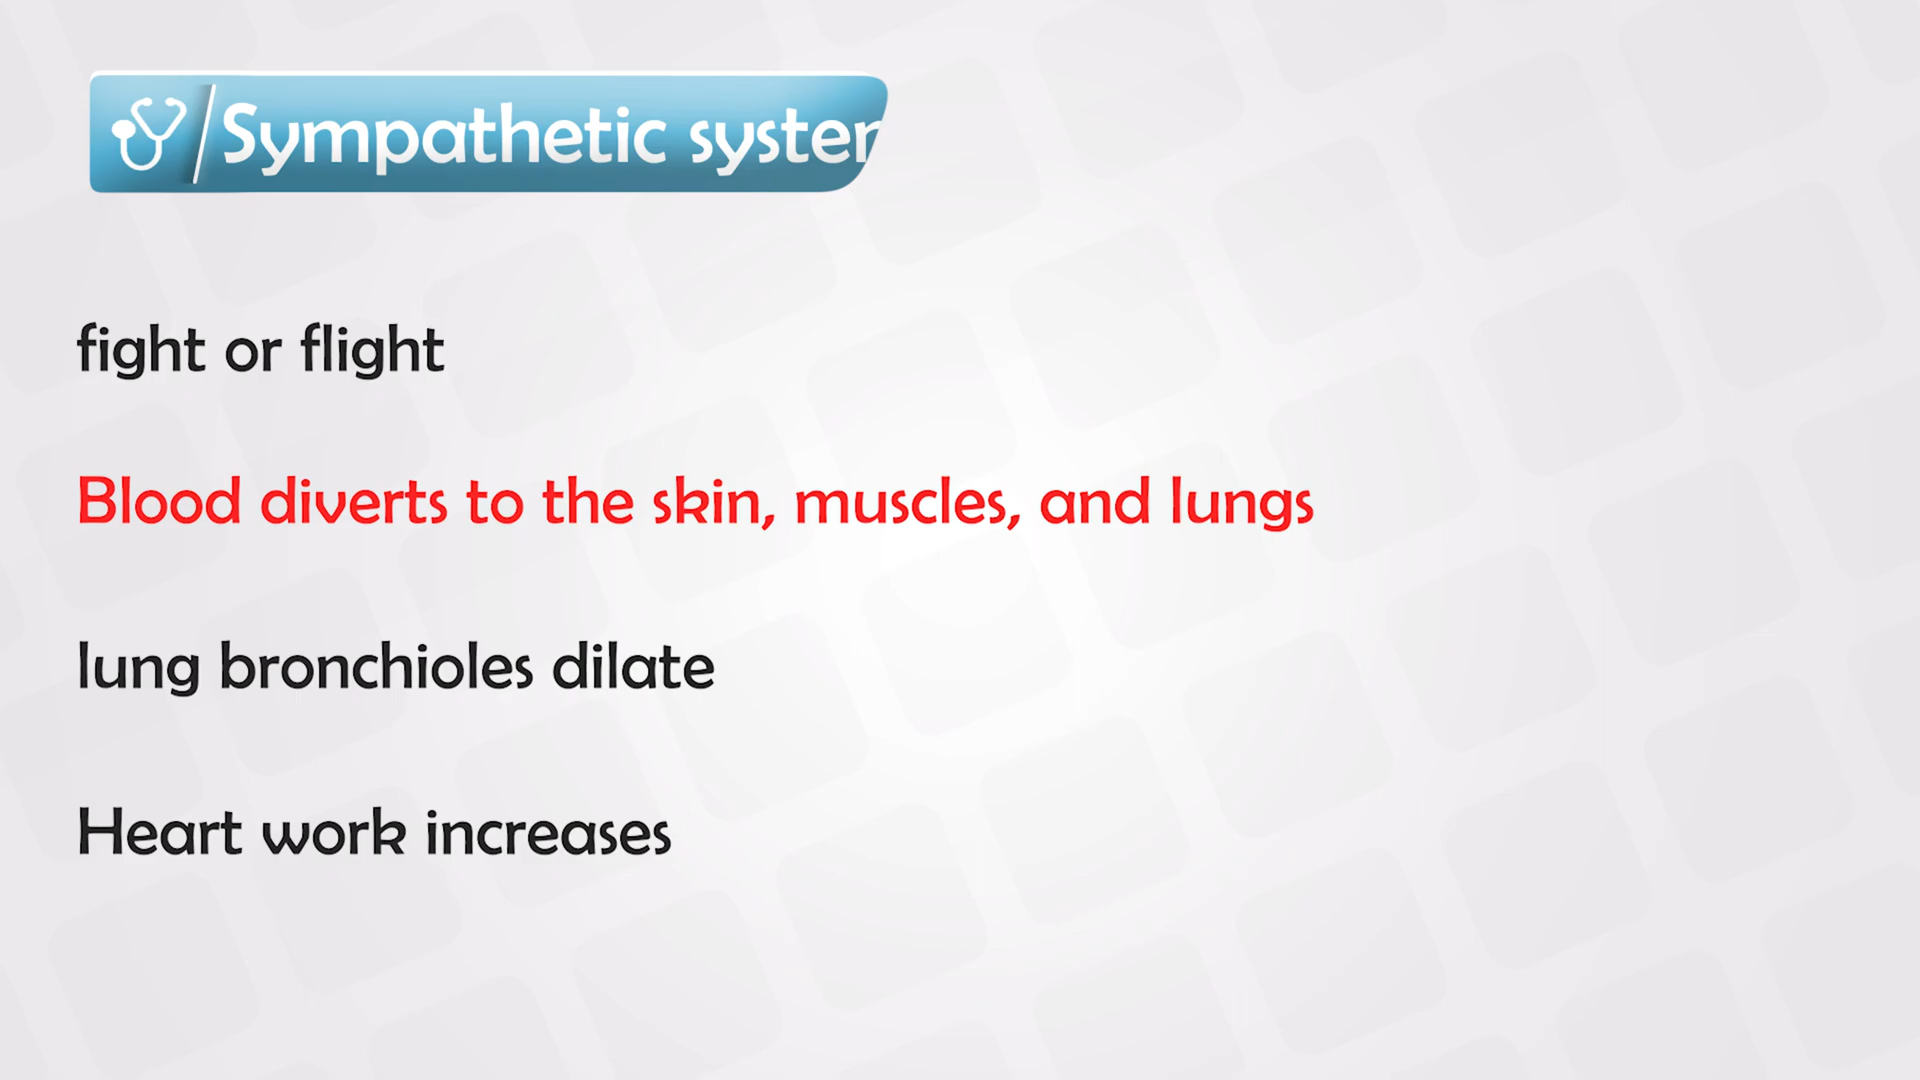 Sympathetic syster
fight or flight
Blood diverts to the skin, muscles, and lungs
lung bronchioles dilate
Heart work increases